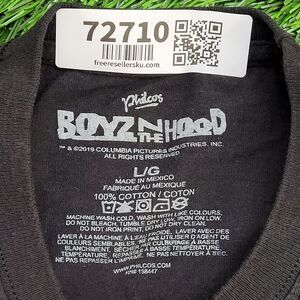 72710
freeresellersku.com
Philcos
BOYZ N THE HOOD
™ & ©2019 COLUMBIA PICTURES INDUSTRIES, INC.
ALL RIGHTS RESERVED.
L/G
MADE IN MEXICO
FABRIQUÉ AU MEXIQUE
100% COTTON / COTON
MACHINE WASH COLD, WASH WITH LIKE COLOURS,
DO NOT BLEACH, TUMBLE DRY LOW, IRON ON LOW,
DO NOT IRON PRINT, DO NOT DRY CLEAN.
LAVER À LA MACHINE À L'EAU FROIDE, LAVER AVEC DES
COULEURS SEMBLABLES, NE PAS UTILISER D'AGENT DE
BLANCHIMENT, SÉCHER PAR CULBUTAGE À BASSE
TEMPÉRATURE, REPASSER À BASSE TEMPÉRATURE,
NE PAS REPASSER L'IMPRIMÉ, NE PAS NETTOYER À SEC.
WWW.PHILCOS.COM